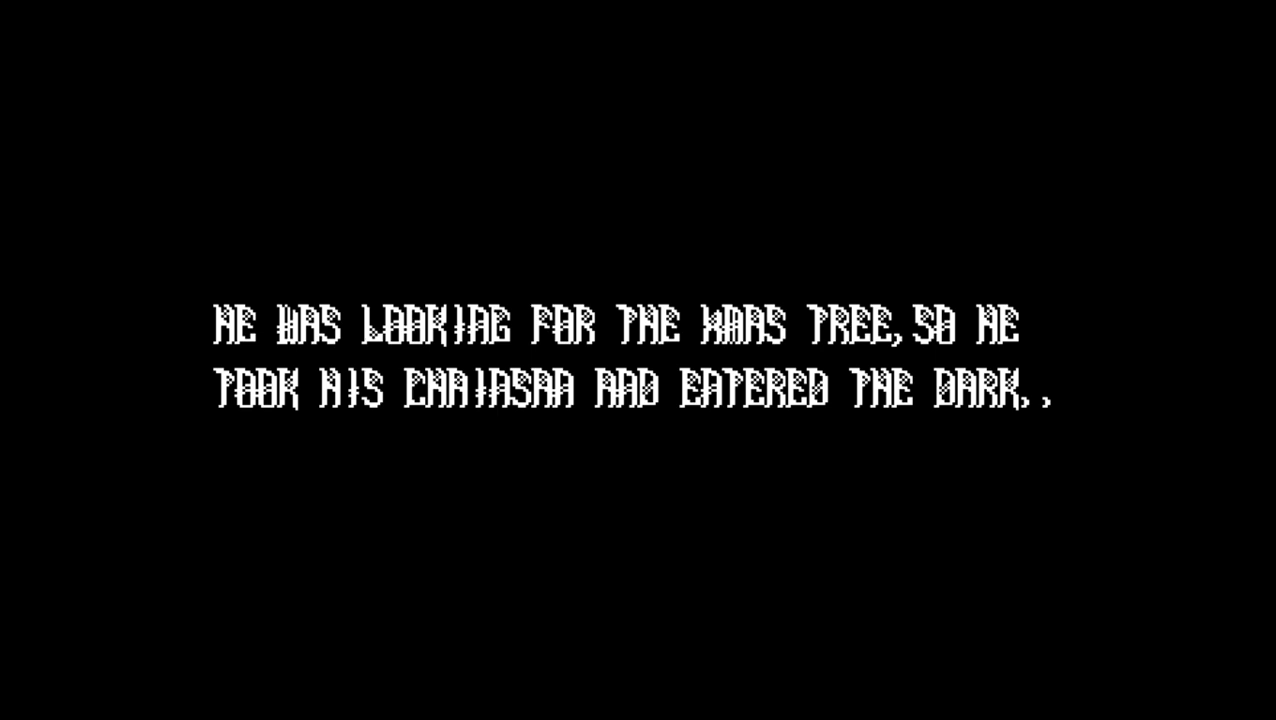 HE WAS LOOKING FOR THE XMAS TREE, SO HE
TOOK HIS CHAINSAW AND ENTERED THE DARK..